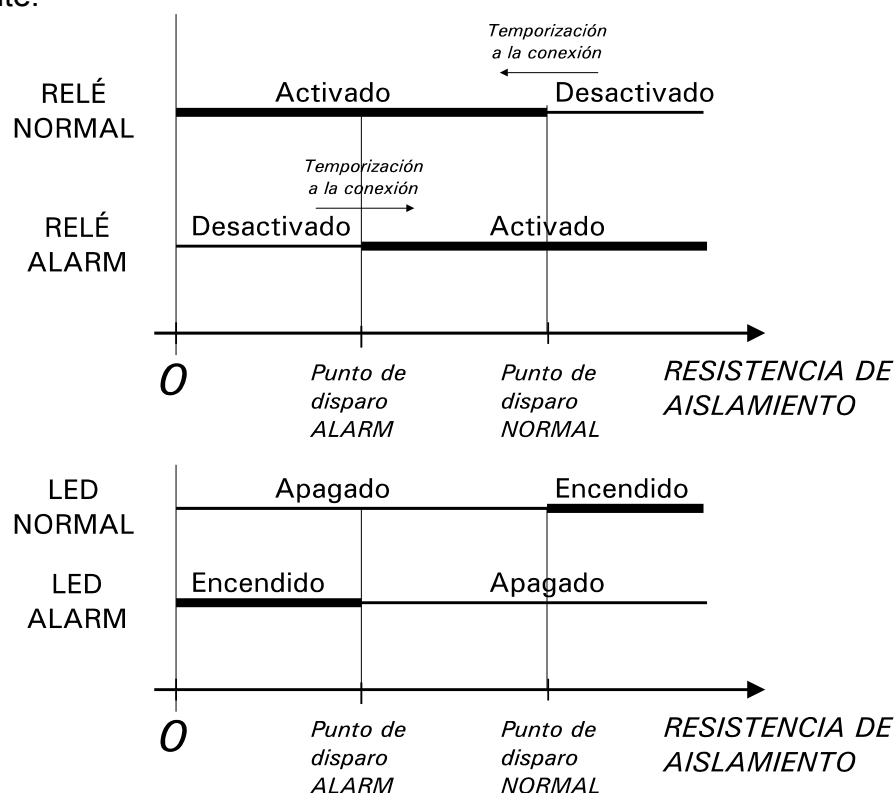 Temporización
a la conexión
RELÉ
NORMAL
Activado
Desactivado
Temporización
a la conexión
RELÉ
ALARM
Desactivado
Activado
0
Punto de
disparo
ALARM
Punto de
disparo
NORMAL
RESISTENCIA DE
AISLAMIENTO
LED
NORMAL
Apagado
Encendido
LED
ALARM
Encendido
Apagado
0
Punto de
disparo
ALARM
Punto de
disparo
NORMAL
RESISTENCIA DE
AISLAMIENTO